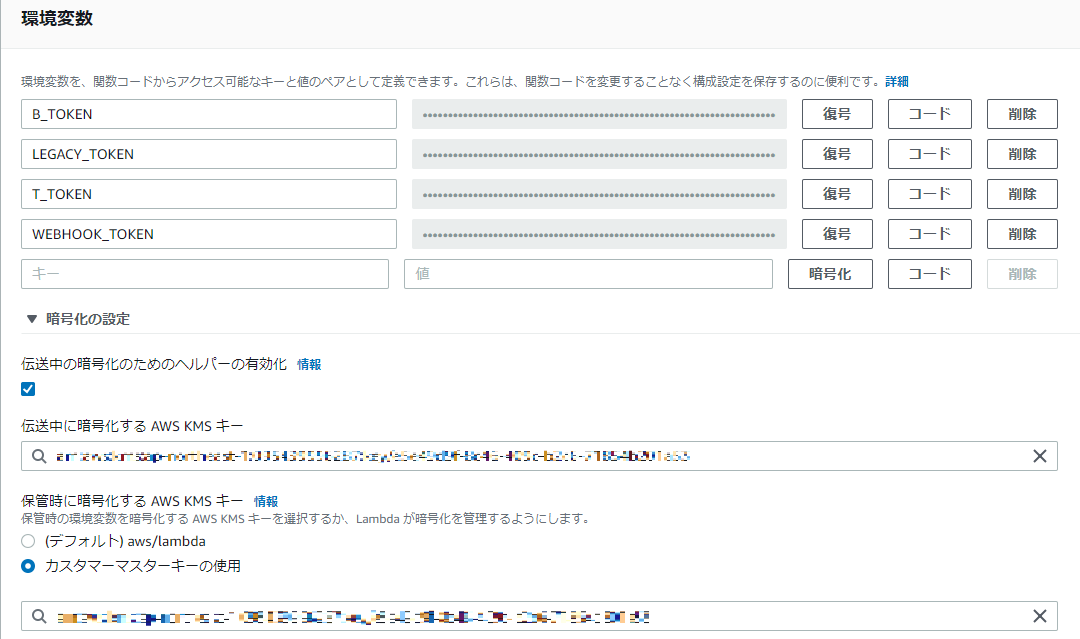 環境変数
環境変数を、関数コードからアクセス可能なキーと値のペアとして定義できます。これらは、関数コードを変更することなく構成設定を保存するのに便利です。詳細
B_TOKEN 復号 コード 削除
LEGACY_TOKEN 復号 コード 削除
T_TOKEN 復号 コード 削除
WEBHOOK_TOKEN 復号 コード 削除
キー 値 暗号化 コード 削除
▼ 暗号化の設定
伝送中の暗号化のためのヘルパーの有効化 情報
伝送中に暗号化する AWS KMS キー
保管時に暗号化する AWS KMS キー 情報
保管時の環境変数を暗号化する AWS KMS キーを選択するか、Lambda が暗号化を管理するようにします。
(デフォルト) aws/lambda
カスタマーマスターキーの使用